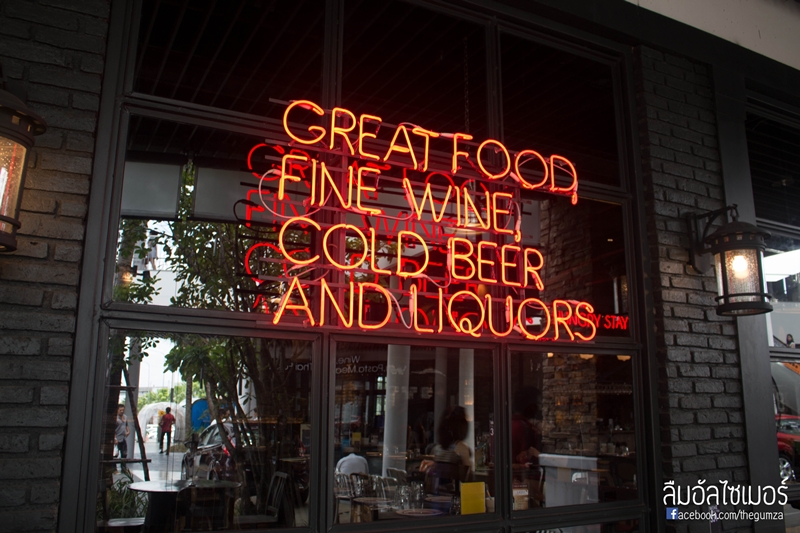 GREAT FOOD,
FINE WINE,
COLD BEER
AND LIQUORS
STAY
ลืมอัลไซเมอร์
facebook.com/thegumza